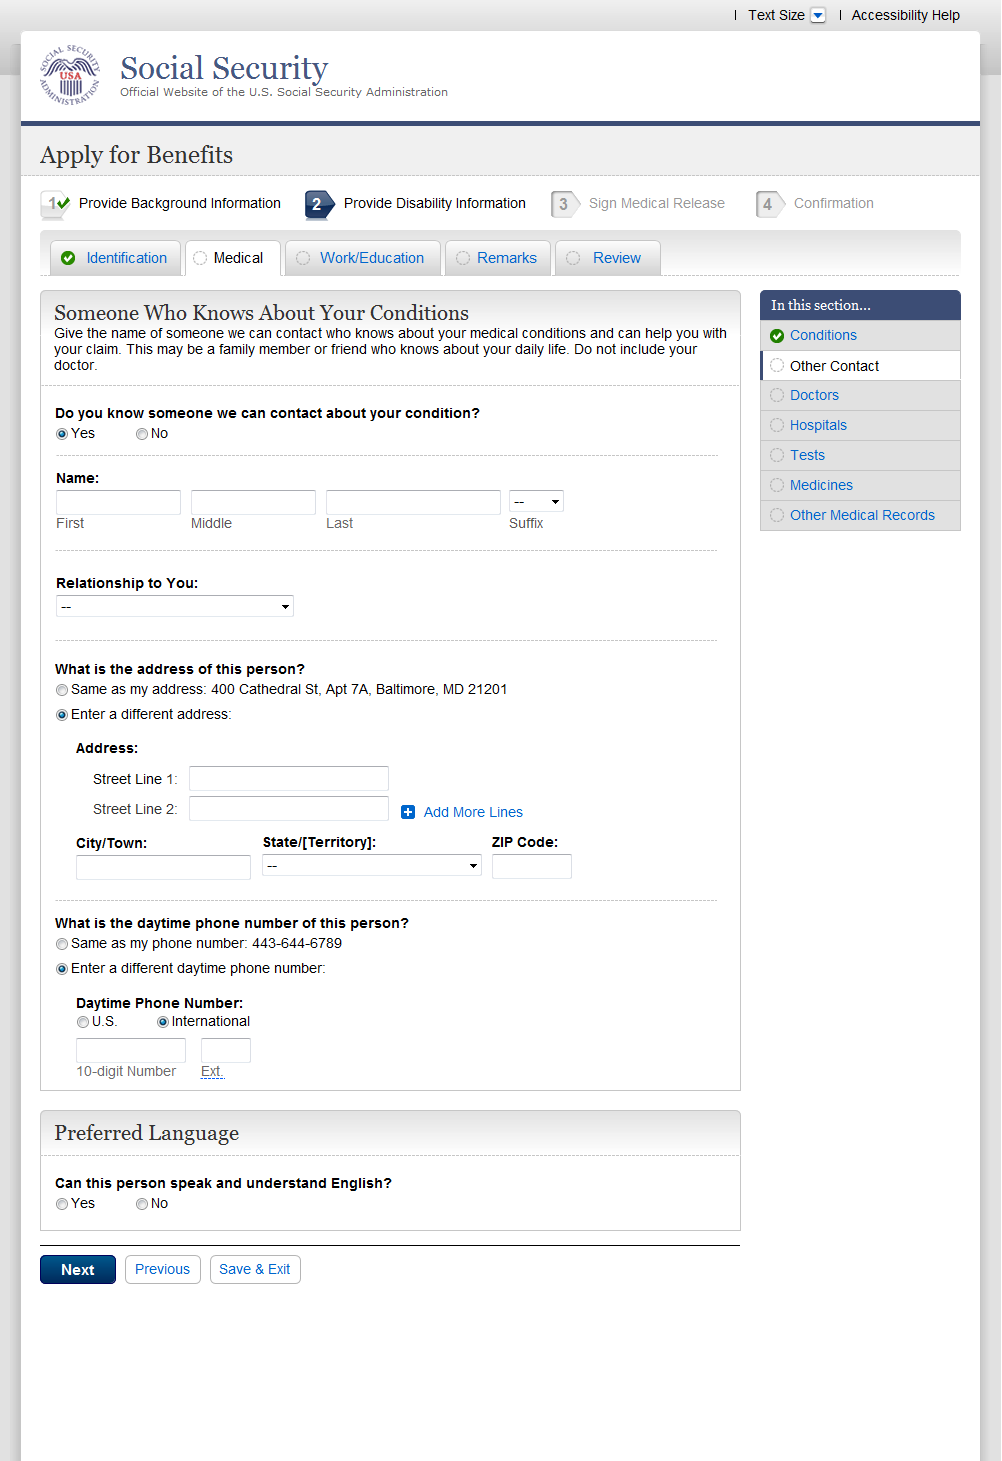 Text Size
Accessibility Help
SOCIAL SECURITY ADMINISTRATION
USA
Social Security
Official Website of the U.S. Social Security Administration
Apply for Benefits
1 Provide Background Information
2 Provide Disability Information
3 Sign Medical Release
4 Confirmation
Identification
Medical
Work/Education
Remarks
Review
Someone Who Knows About Your Conditions
Give the name of someone we can contact who knows about your medical conditions and can help you with
your claim. This may be a family member or friend who knows about your daily life. Do not include your
doctor.
Do you know someone we can contact about your condition?
Yes No
Name:
--
First Middle Last Suffix
Relationship to You:
--
What is the address of this person?
Same as my address: 400 Cathedral St, Apt 7A, Baltimore, MD 21201
Enter a different address:
Address:
Street Line 1:
Street Line 2:
Add More Lines
City/Town: State/[Territory]: ZIP Code:
--
What is the daytime phone number of this person?
Same as my phone number: 443-644-6789
Enter a different daytime phone number:
Daytime Phone Number:
U.S. International
10-digit Number Ext.
Preferred Language
Can this person speak and understand English?
Yes No
Next Previous Save & Exit
In this section...
Conditions
Other Contact
Doctors
Hospitals
Tests
Medicines
Other Medical Records